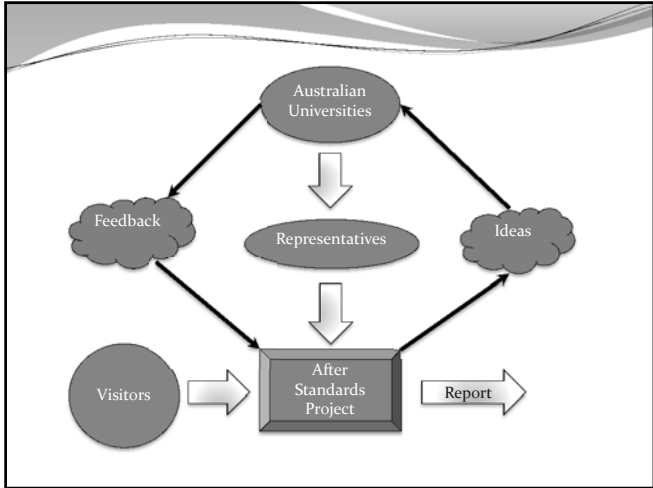 Australian
Universities
Feedback
Representatives
Ideas
Visitors
After
Standards
Project
Report